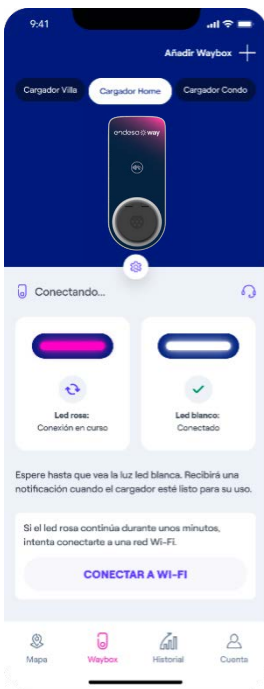 9:41
Añadir Waybox
Cargador Villa
Cargador Home
Cargador Condo
endesa way
Conectando...
Led rosa:
Conexión en curso
Led blanco:
Conectado
Espere hasta que vea la luz led blanca. Recibirá una
notificación cuando el cargador esté listo para su uso.
Si el led rosa continúa durante unos minutos,
intenta conectarte a una red Wi-Fi.
CONECTAR A WI-FI
Mapa
Waybox
Historial
Cuenta